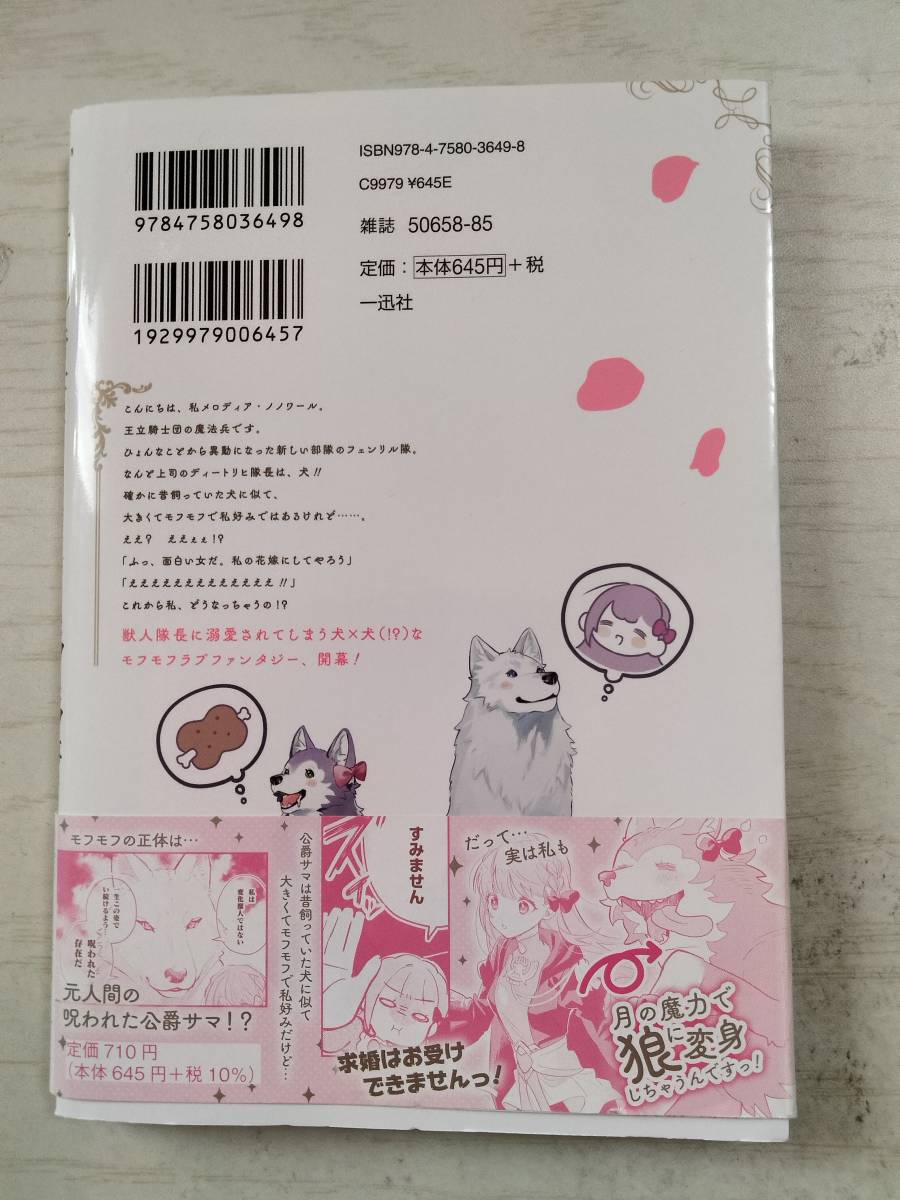 ISBN978-4-7580-3649-8
C9979 ¥645E
雑誌 50658-85
定価：本体645円＋税
一迅社
9784758036498
1929979006457
こんにちは、私メロディア・ノノワール。
王立騎士団の魔法兵です。
ひょんなことから異動になった新しい部隊のフェンリル隊。
なんと上司のディートリヒ隊長は、犬!!
確かに昔飼っていた犬に似て、
大きくてモフモフで私好みではあるけれど……。
ええ？　ええぇぇ!?
「ふっ、面白い女だ。私の花嫁にしてやろう」
「えええええええええええええ!!」
これから私、どうなっちゃうの!?
獣人隊長に溺愛されてしまう犬×犬(!?)な
モフモフラブファンタジー、開幕！
モフモフの正体は…
私は
変化獣人ではない
一生この姿で
い続けるよう…
呪われた
存在だ
元人間の
呪われた公爵サマ！？
定価 710 円
（本体 645 円＋税 10%）
公爵サマは昔飼っていた犬に似て
大きくてモフモフで私好みだけど…
すみません
求婚はお受け
できませんっ！
だって…
実は私も
月の魔力で
狼に変身
しちゃうんですっ！